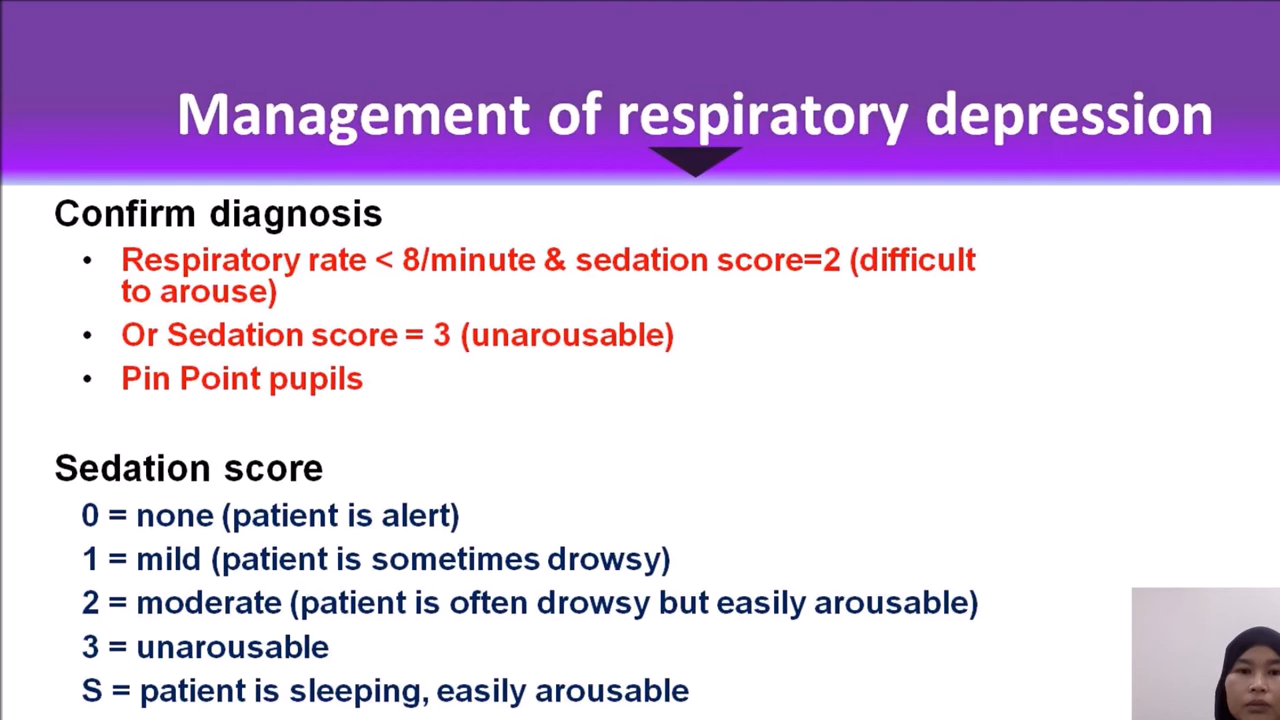 Management of respiratory depression
Confirm diagnosis
• Respiratory rate < 8/minute & sedation score=2 (difficult
to arouse)
• Or Sedation score = 3 (unarousable)
• Pin Point pupils
Sedation score
0 = none (patient is alert)
1 = mild (patient is sometimes drowsy)
2 = moderate (patient is often drowsy but easily arousable)
3 = unarousable
S = patient is sleeping, easily arousable